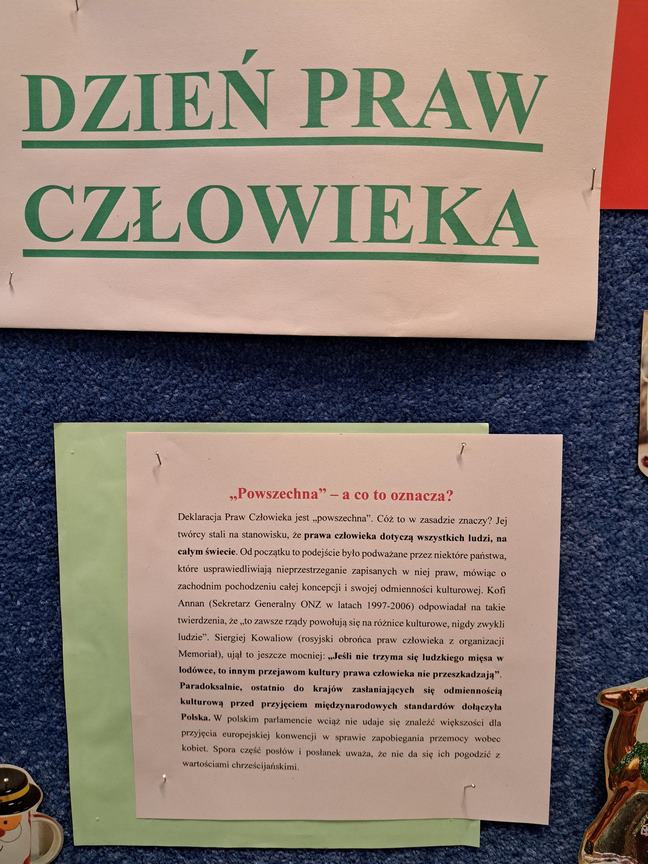 DZIEŃ PRAW
CZŁOWIEKA
„Powszechna” – a co to oznacza?
Deklaracja Praw Człowieka jest „powszechna”. Cóż to w zasadzie znaczy? Jej
twórcy stali na stanowisku, że prawa człowieka dotyczą wszystkich ludzi, na
całym świecie. Od początku to podejście było podważane przez niektóre państwa,
które usprawiedliwiają nieprzestrzeganie zapisanych w niej praw, mówiąc o
zachodnim pochodzeniu całej koncepcji i swojej odmienności kulturowej. Kofi
Annan (Sekretarz Generalny ONZ w latach 1997-2006) odpowiadał na takie
twierdzenia, że „to zawsze rządy powołują się na różnice kulturowe, nigdy zwykli
ludzie”. Siergiej Kowaliow (rosyjski obrońca praw człowieka z organizacji
Memoriał), ujął to jeszcze mocniej: „Jeśli nie trzyma się ludzkiego mięsa w
lodówce, to innym przejawom kultury prawa człowieka nie przeszkadzają”.
Paradoksalnie, ostatnio do krajów zasłaniających się odmiennością
kulturową przed przyjęciem międzynarodowych standardów dołączyła
Polska. W polskim parlamencie wciąż nie udaje się znaleźć większości dla
przyjęcia europejskiej konwencji w sprawie zapobiegania przemocy wobec
kobiet. Spora część posłów i posłanek uważa, że nie da się ich pogodzić z
wartościami chrześcijańskimi.